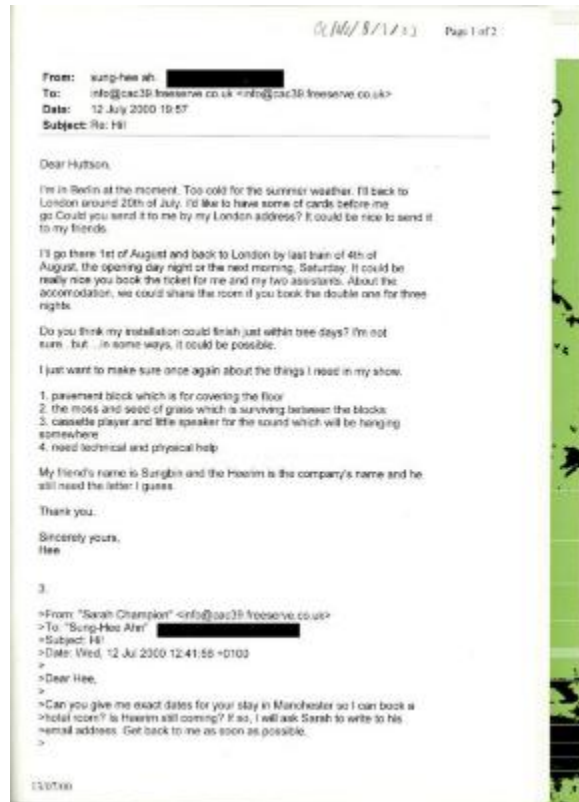 Page 1 of 2
From: sung-hee ah
To: info@cac39.freeserve.co.uk <info@cac39.freeserve.co.uk>
Date: 12 July 2000 19:57
Subject: Re: Hi!
Dear Huttson,
I'm in Berlin at the moment. Too cold for the summer weather. I'll back to
London around 20th of July. I'd like to have some of cards before me
go Could you send it to me by my London address? It could be nice to send it
to my friends.
I'll go there 1st of August and back to London by last train of 4th of
August, the opening day night or the next morning, Saturday. It could be
really nice you book the ticket for me and my two assistants. About the
accomodation, we could share the room if you book the double one for three
nights.
Do you think my installation could finish just within tree days? I'm not
sure.. but .. in some ways, it could be possible.
I just want to make sure once again about the things I need in my show.
1. pavement block which is for covering the floor
2. the moss and seed of grass which is surviving between the blocks
3. cassette player and little speaker for the sound which will be hanging
somewhere
4. need technical and physical help
My friend's name is Sungbin and the Heerim is the company's name and he
still need the letter I guess.
Thank you.
Sincerely yours,
Hee
3.
>From: "Sarah Champion" <info@cac39.freeserve.co.uk>
>To: "Sung-Hee Ahn"
>Subject: Hi!
>Date: Wed, 12 Jul 2000 12:41:56 +0100
>
>Dear Hee,
>
>Can you give me exact dates for your stay in Manchester so I can book a
>hotel room? Is Heerim still coming? If so, I will ask Sarah to write to his
>email address. Get back to me as soon as possible.
>
13/07/00